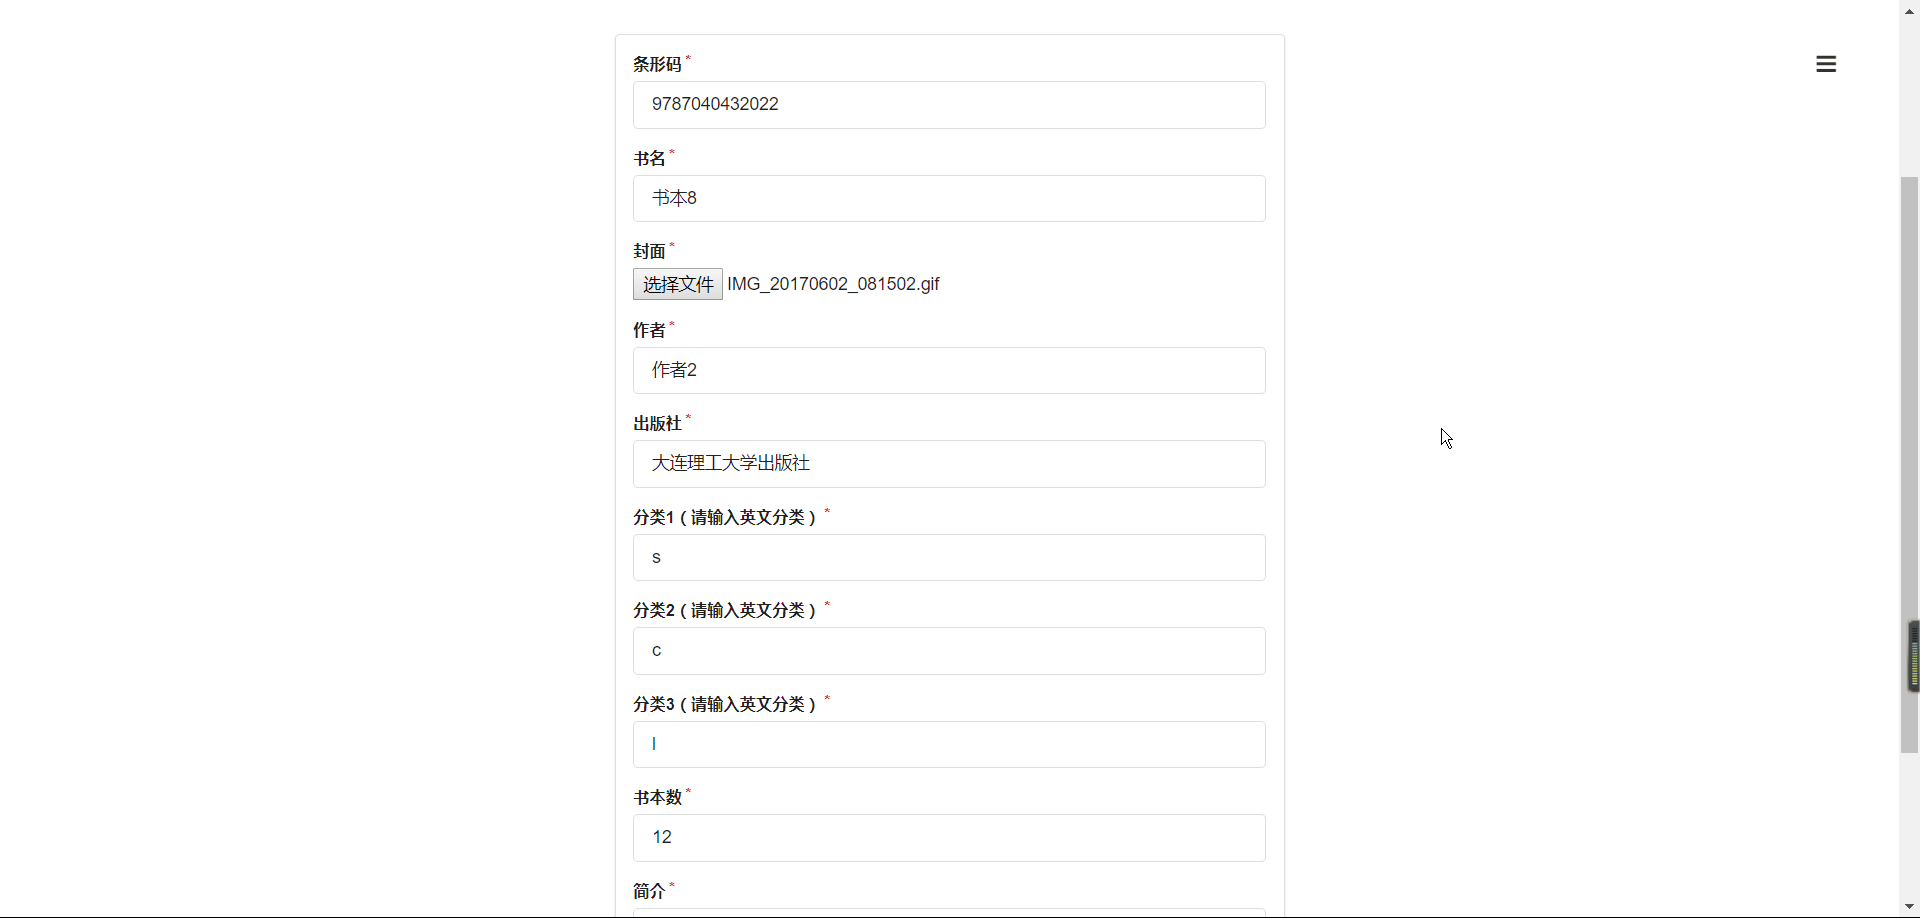 条形码 *
9787040432022
书名 *
书本8
封面 *
选择文件 IMG_20170602_081502.gif
作者 *
作者2
出版社 *
大连理工大学出版社
分类1（请输入英文分类） *
s
分类2（请输入英文分类） *
c
分类3（请输入英文分类） *
l
书本数 *
12
简介 *